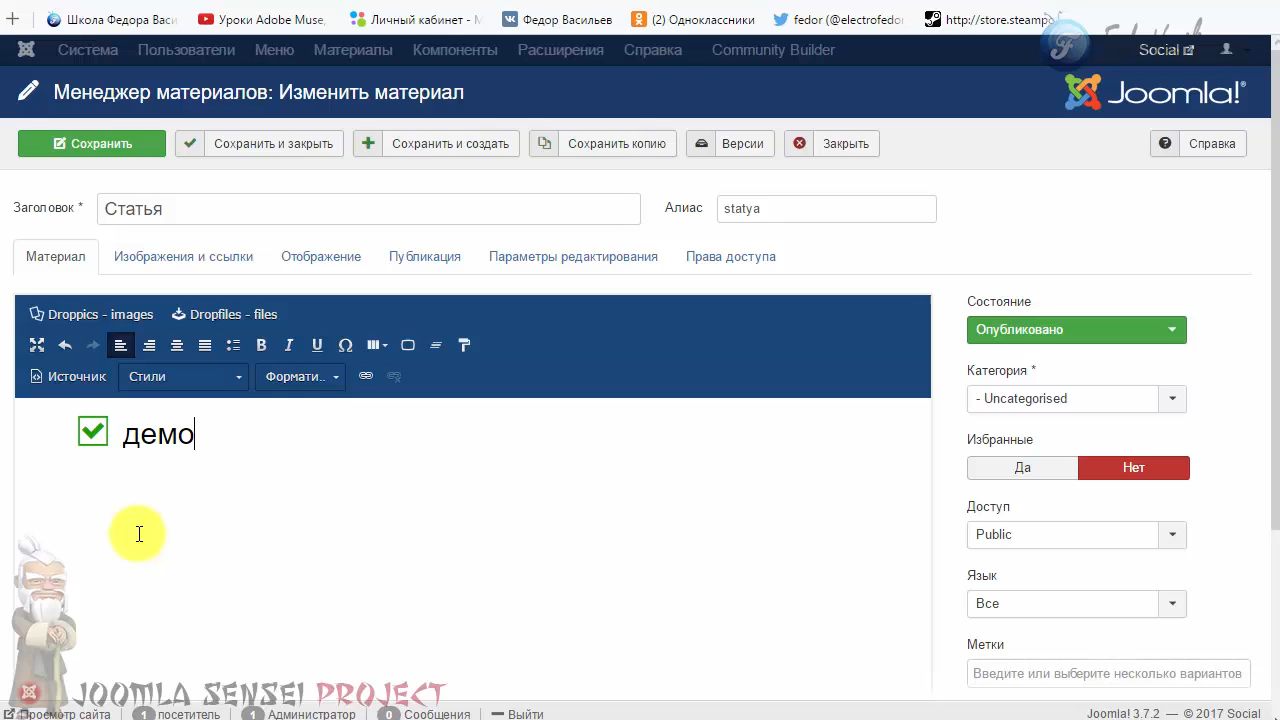 Школа Федора Васи
Уроки Adobe Muse,
Личный кабинет - М
Федор Васильев
(2) Одноклассники
fedor (@electrofedor
http://store.steamp
Система Пользователи Меню Материалы Компоненты Расширения Справка Community Builder Social
Менеджер материалов: Изменить материал
Joomla!
Сохранить Сохранить и закрыть Сохранить и создать Сохранить копию Версии Закрыть Справка
Заголовок * Статья Алиас statya
Материал Изображения и ссылки Отображение Публикация Параметры редактирования Права доступа
Droppics - images Dropfiles - files
Источник Стили Формати..
демо
Состояние
Опубликовано
Категория *
- Uncategorised
Избранные
Да Нет
Доступ
Public
Язык
Все
Метки
Введите или выберите несколько вариантов
JOOMLA SENSEI PROJECT
Просмотр сайта 1 посетитель 1 Администратор 0 Сообщения Выйти Joomla! 3.7.2 — © 2017 Social